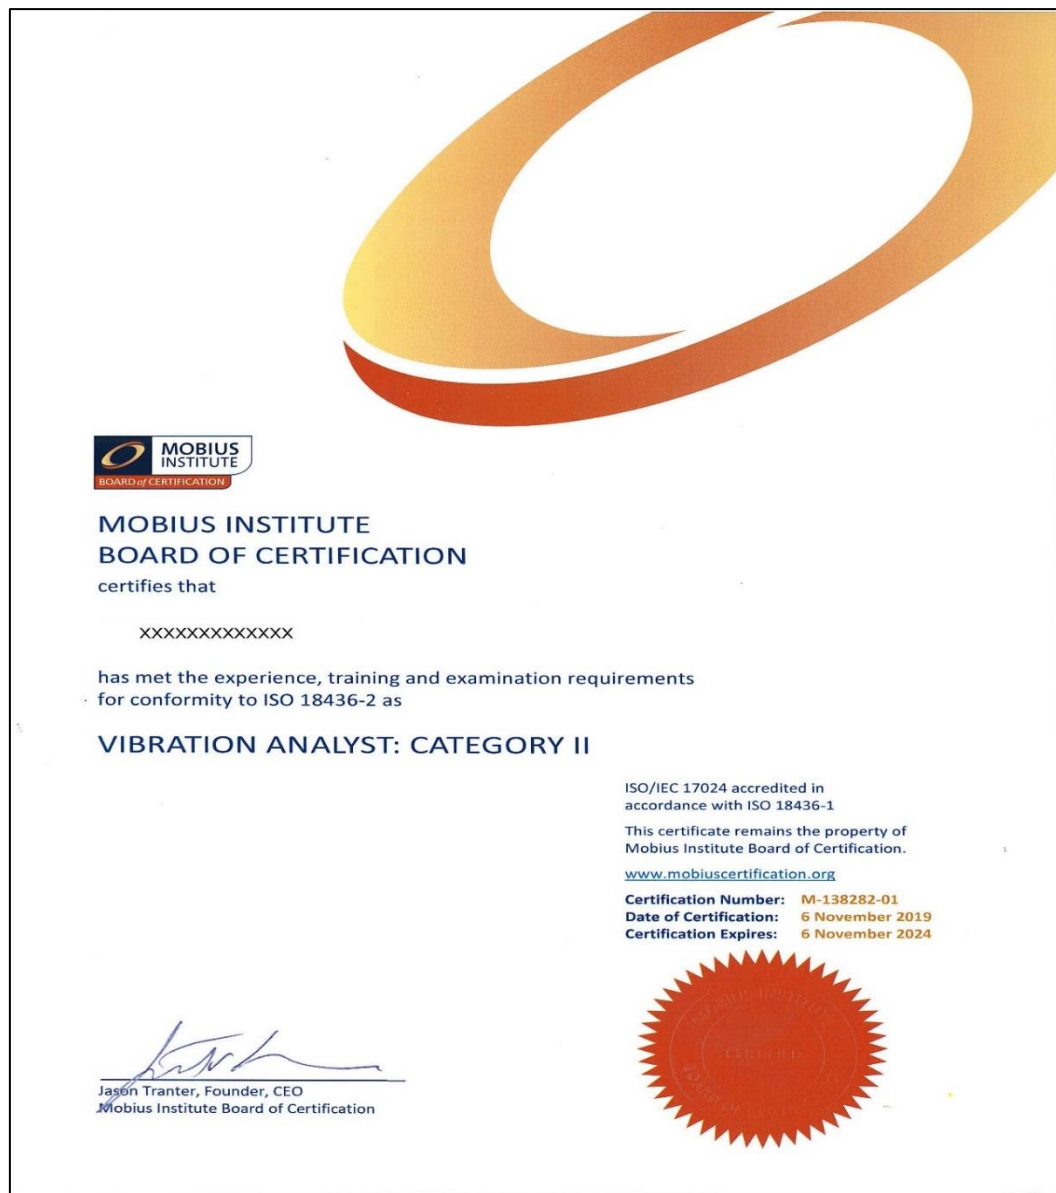 MOBIUS
INSTITUTE
BOARD of CERTIFICATION
MOBIUS INSTITUTE
BOARD OF CERTIFICATION
certifies that
XXXXXXXXXXXXX
has met the experience, training and examination requirements
for conformity to ISO 18436-2 as
VIBRATION ANALYST: CATEGORY II
ISO/IEC 17024 accredited in
accordance with ISO 18436-1
This certificate remains the property of
Mobius Institute Board of Certification.
www.mobiuscertification.org
Certification Number: M-138282-01
Date of Certification: 6 November 2019
Certification Expires: 6 November 2024
MOBIUS INSTITUTE
CERTIFIED
Jason Tranter, Founder, CEO
Mobius Institute Board of Certification